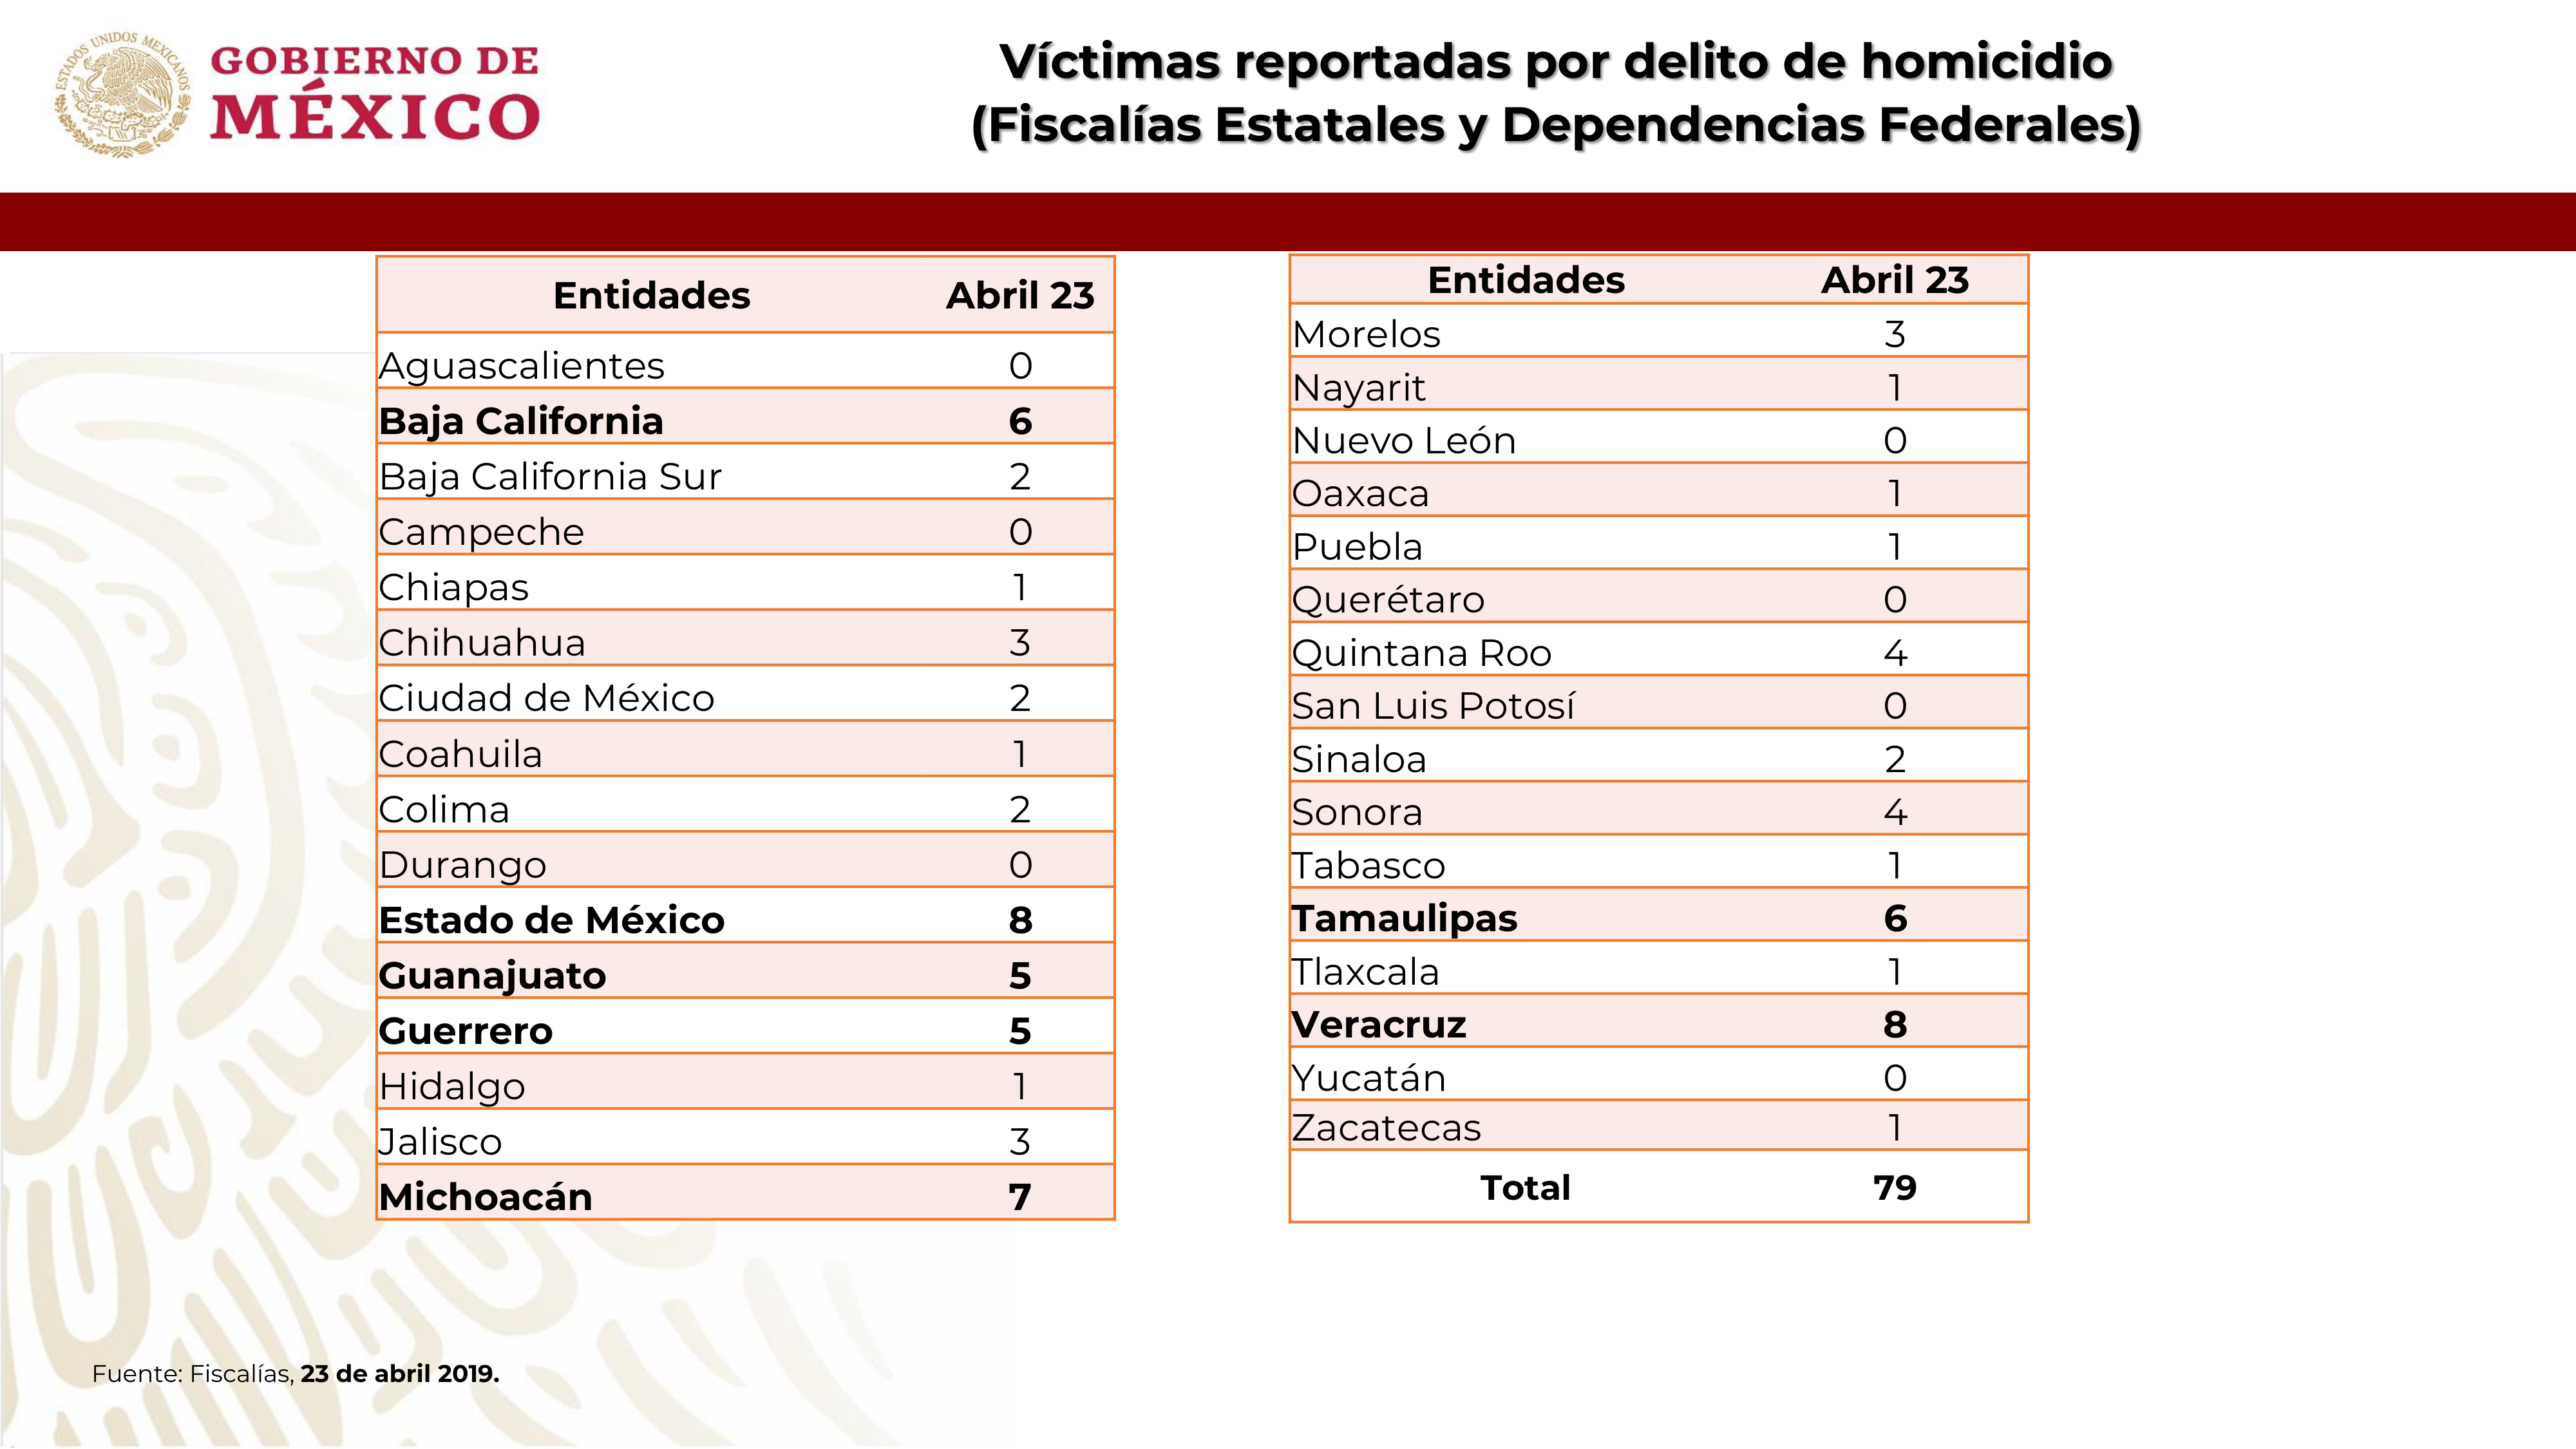 ESTADOS UNIDOS MEXICANOS
GOBIERNO DE
MÉXICO
Víctimas reportadas por delito de homicidio
(Fiscalías Estatales y Dependencias Federales)
Entidades Abril 23
Aguascalientes 0
Baja California 6
Baja California Sur 2
Campeche 0
Chiapas 1
Chihuahua 3
Ciudad de México 2
Coahuila 1
Colima 2
Durango 0
Estado de México 8
Guanajuato 5
Guerrero 5
Hidalgo 1
Jalisco 3
Michoacán 7
Entidades Abril 23
Morelos 3
Nayarit 1
Nuevo León 0
Oaxaca 1
Puebla 1
Querétaro 0
Quintana Roo 4
San Luis Potosí 0
Sinaloa 2
Sonora 4
Tabasco 1
Tamaulipas 6
Tlaxcala 1
Veracruz 8
Yucatán 0
Zacatecas 1
Total 79
Fuente: Fiscalías, 23 de abril 2019.